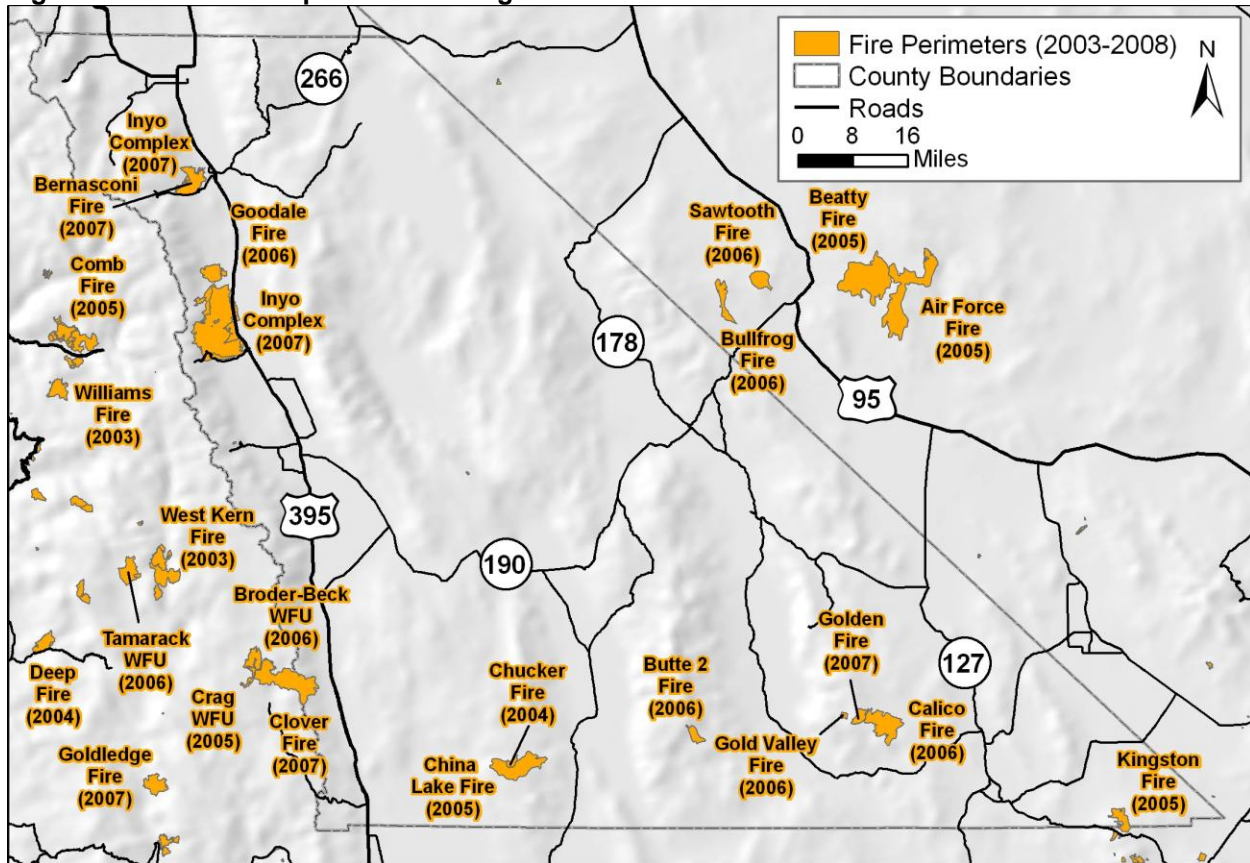 Fire Perimeters (2003-2008)
County Boundaries
Roads
0 8 16
Miles
N
266
Inyo
Complex
(2007)
Bernasconi
Fire
(2007)
Goodale
Fire
(2006)
Comb
Fire
(2005)
Inyo
Complex
(2007)
Williams
Fire
(2003)
Sawtooth
Fire
(2006)
Beatty
Fire
(2005)
Air Force
Fire
(2005)
Bullfrog
Fire
(2006)
178
95
395
190
West Kern
Fire
(2003)
Broder-Beck
WFU
(2006)
Tamarack
WFU
(2006)
Deep
Fire
(2004)
Crag
WFU
(2005)
Clover
Fire
(2007)
Goldledge
Fire
(2007)
Chucker
Fire
(2004)
China
Lake Fire
(2005)
Butte 2
Fire
(2006)
Golden
Fire
(2007)
127
Gold Valley
Fire
(2006)
Calico
Fire
(2006)
Kingston
Fire
(2005)